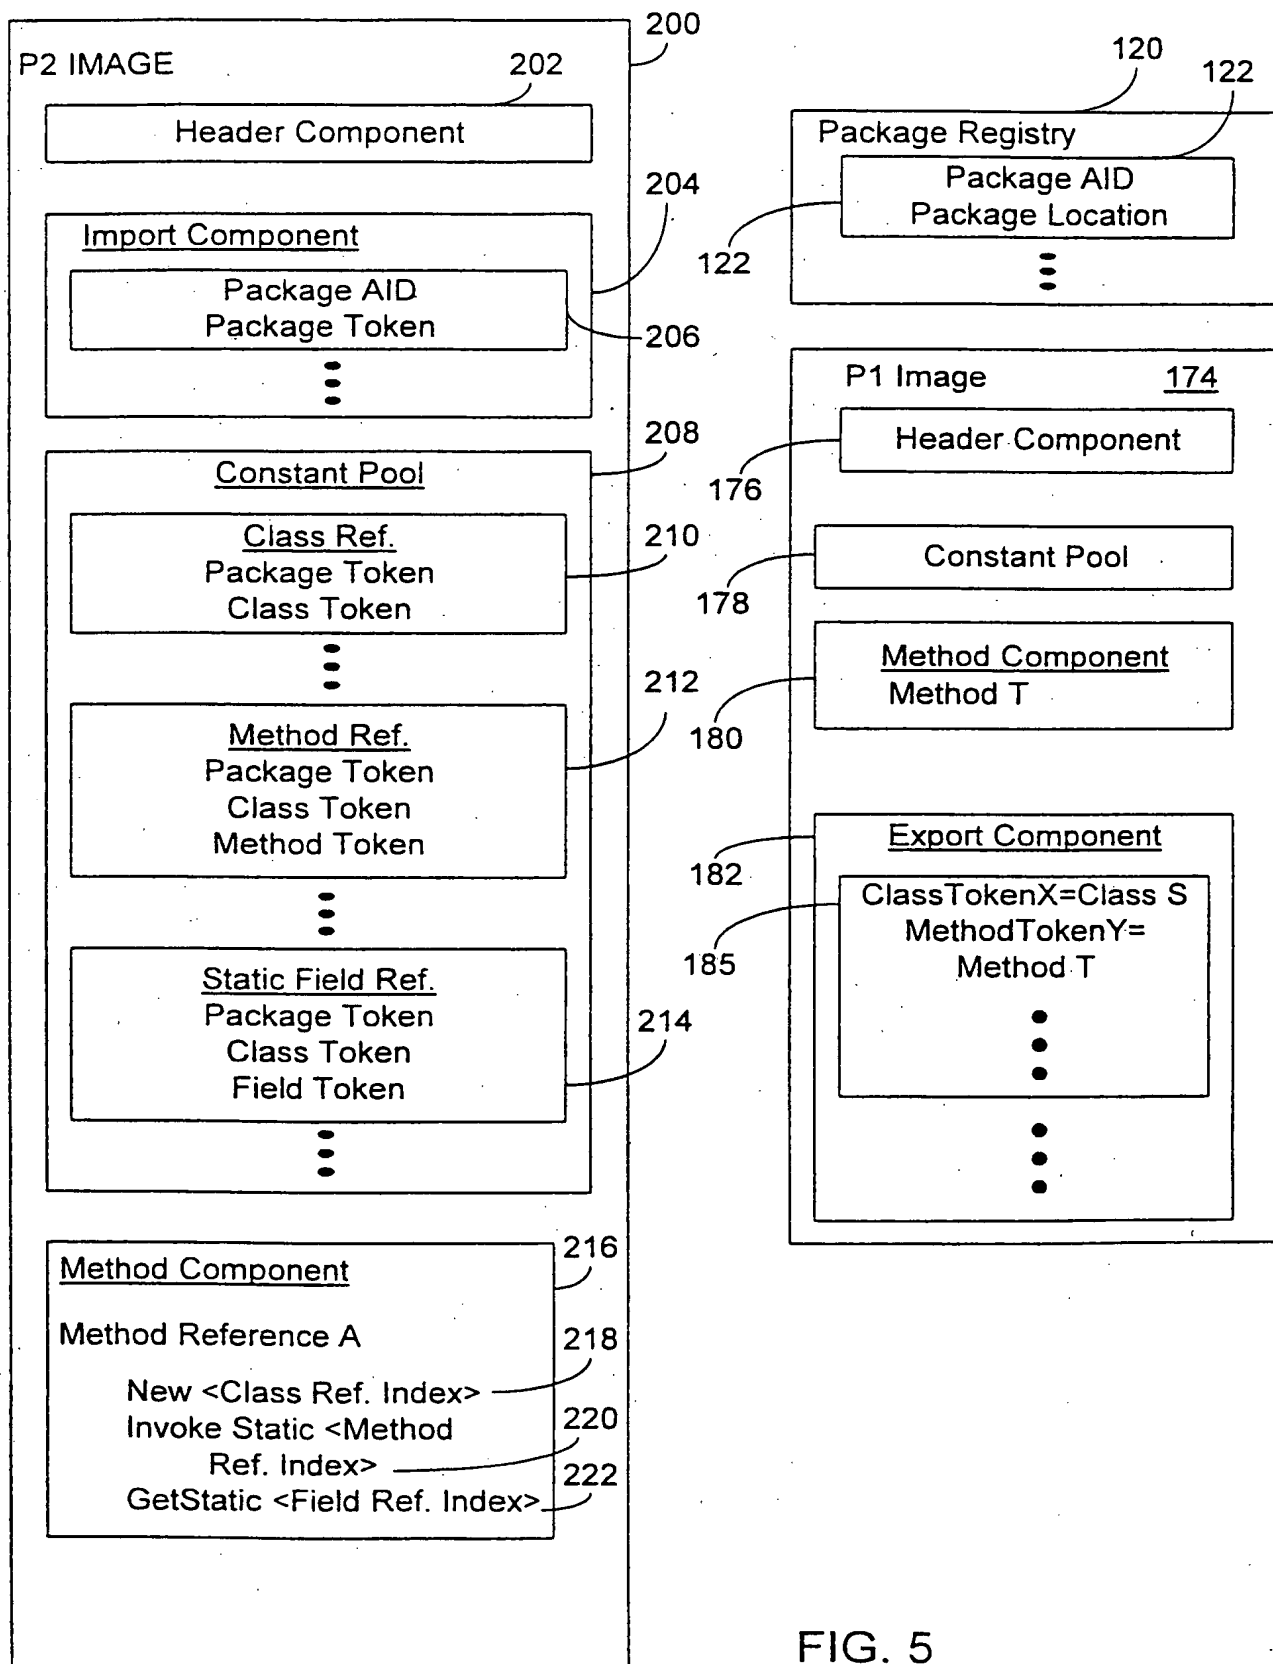 200
P2 IMAGE
202
Header Component
204
Import Component
Package AID
Package Token
206
208
Constant Pool
Class Ref.
Package Token
Class Token
210
212
Method Ref.
Package Token
Class Token
Method Token
Static Field Ref.
Package Token
Class Token
Field Token
214
216
Method Component
Method Reference A
218
New <Class Ref. Index>
220
Invoke Static <Method
Ref. Index>
222
GetStatic <Field Ref. Index>
120
122
Package Registry
Package AID
Package Location
122
P1 Image
174
Header Component
176
Constant Pool
178
Method Component
Method T
180
Export Component
182
ClassTokenX=Class S
MethodTokenY=
Method T
185
FIG. 5